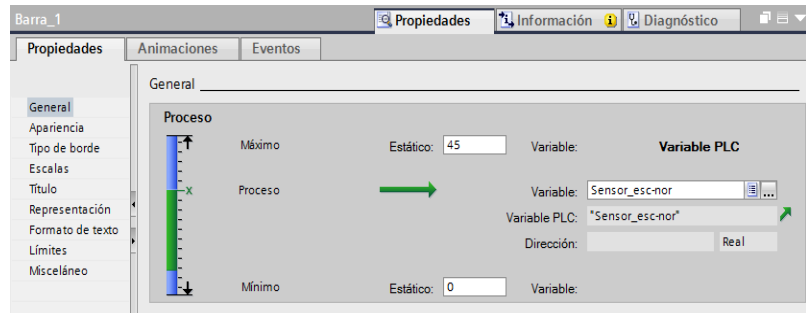 Barra_1
Propiedades
Información
Diagnóstico
Propiedades
Animaciones
Eventos
General
General
Apariencia
Tipo de borde
Escalas
Título
Representación
Formato de texto
Límites
Misceláneo
Proceso
Máximo Estático: 45 Variable: Variable PLC
Proceso Variable: Sensor_esc-nor ...
Variable PLC: "Sensor_esc-nor"
Dirección: Real
Mínimo Estático: 0 Variable: